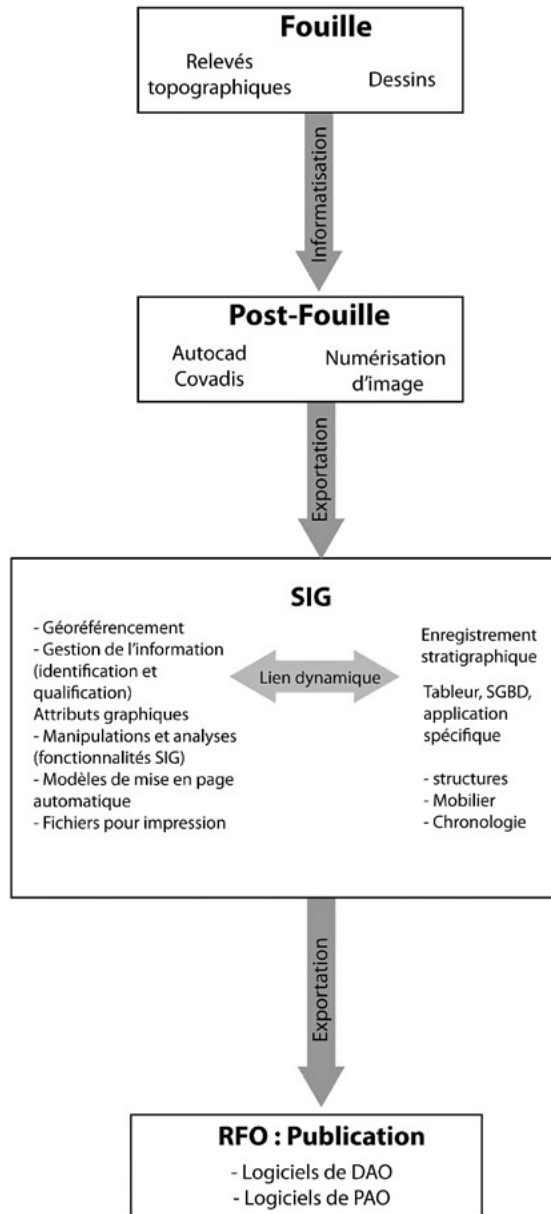 Fouille
Relevés
topographiques
Dessins
Informatisation
Post-Fouille
Autocad
Covadis
Numérisation
d'image
Exportation
SIG
- Géoréférencement
- Gestion de l'information
(identification et
qualification)
Attributs graphiques
- Manipulations et analyses
(fonctionnalités SIG)
- Modèles de mise en page
automatique
- Fichiers pour impression
Lien dynamique
Enregistrement
stratigraphique
Tableur, SGBD,
application
spécifique
- structures
- Mobilier
- Chronologie
Exportation
RFO : Publication
- Logiciels de DAO
- Logiciels de PAO